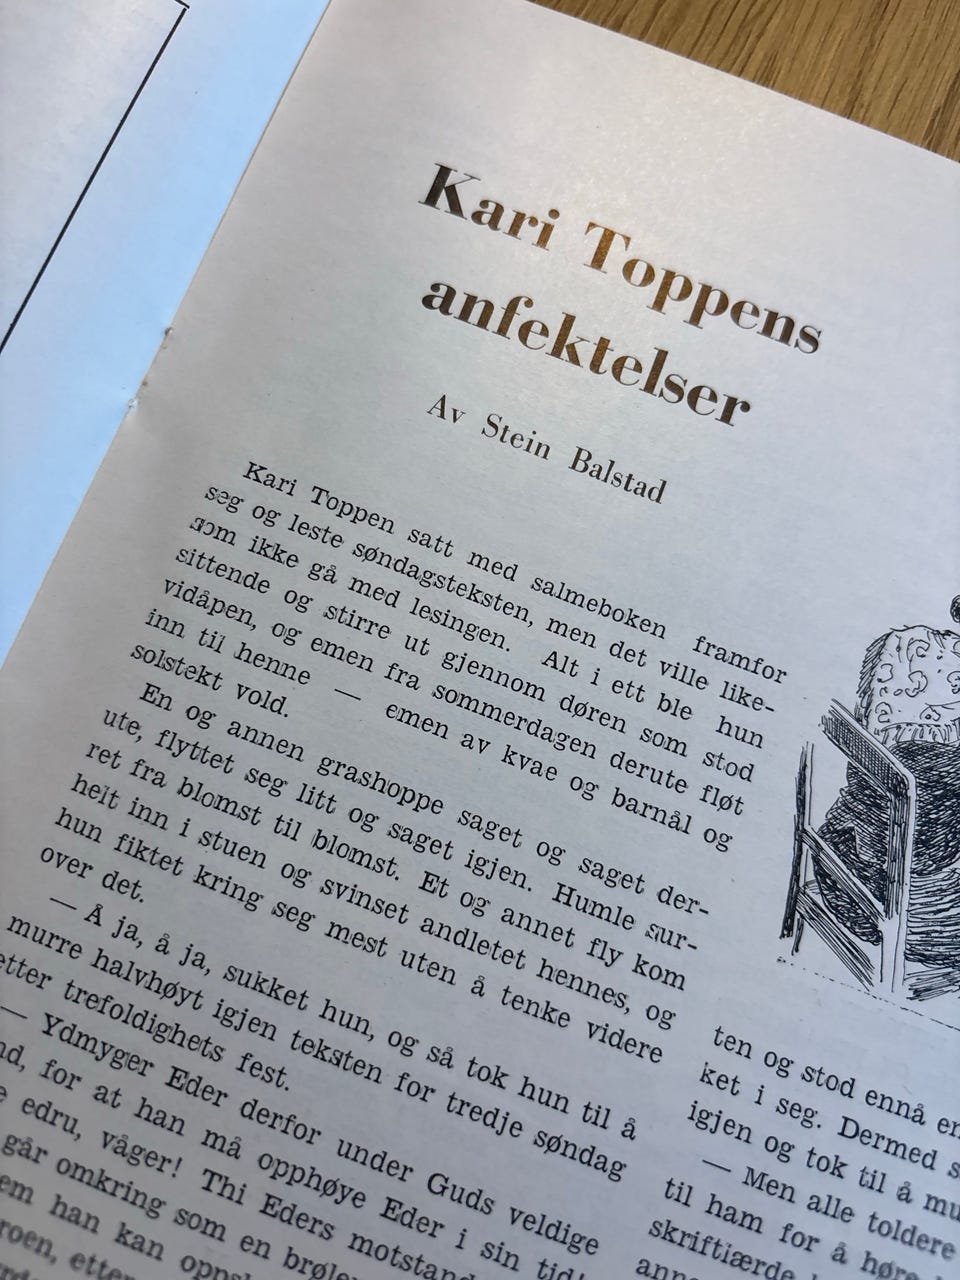 Kari Toppens
anfektelser
Av Stein Balstad
Kari Toppen satt med salmeboken framfor
seg og leste søndagsteksten, men det ville like-
som ikke gå med lesingen. Alt i ett ble hun
sittende og stirre ut gjennom døren som stod
vidåpen, og emen fra sommerdagen derute fløt
inn til henne — emen av kvae og barnål og
solstekt vold.
En og annen grashoppe saget og saget der-
ute, flyttet seg litt og saget igjen. Humle sur-
ret fra blomst til blomst. Et og annet fly kom
helt inn i stuen og svinset andletet hennes, og
hun fiktet kring seg mest uten å tenke videre
over det.
— Å ja, å ja, sukket hun, og så tok hun til å
murre halvhøyt igjen teksten for tredje søndag
etter trefoldighets fest.
— Ydmyger Eder derfor under Guds veldige
for at han må opphøye Eder i sin tid!
edru, våger! Thi Eders
går omkring som en
han kan
etter
ten og stod ennå
ket i seg. Dermed
igjen og tok til å
— Men alle toldere
til ham for å
skriftlærde